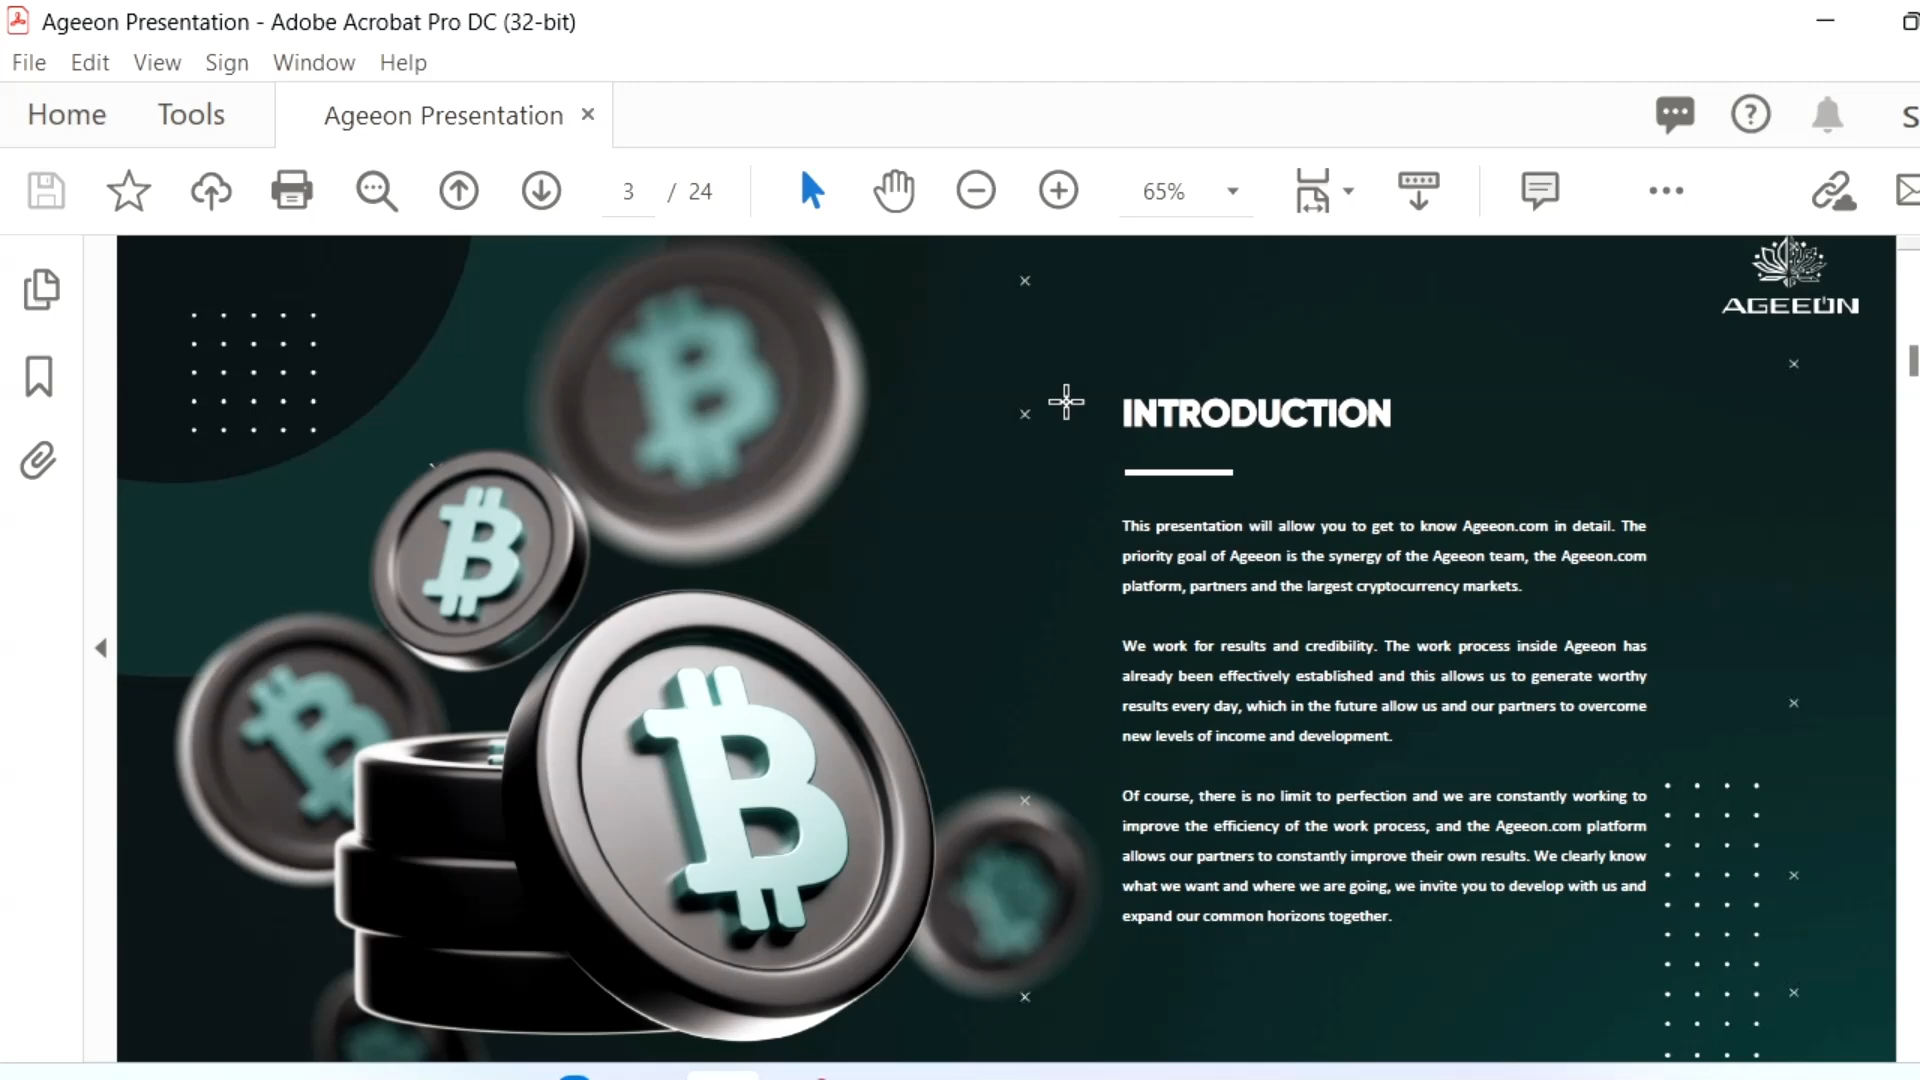 Ageeon Presentation - Adobe Acrobat Pro DC (32-bit)
File Edit View Sign Window Help
Home Tools Ageeon Presentation
3 / 24 65%
AGEEON
INTRODUCTION
This presentation will allow you to get to know Ageeon.com in detail. The
priority goal of Ageeon is the synergy of the Ageeon team, the Ageeon.com
platform, partners and the largest cryptocurrency markets.
We work for results and credibility. The work process inside Ageeon has
already been effectively established and this allows us to generate worthy
results every day, which in the future allow us and our partners to overcome
new levels of income and development.
Of course, there is no limit to perfection and we are constantly working to
improve the efficiency of the work process, and the Ageeon.com platform
allows our partners to constantly improve their own results. We clearly know
what we want and where we are going, we invite you to develop with us and
expand our common horizons together.